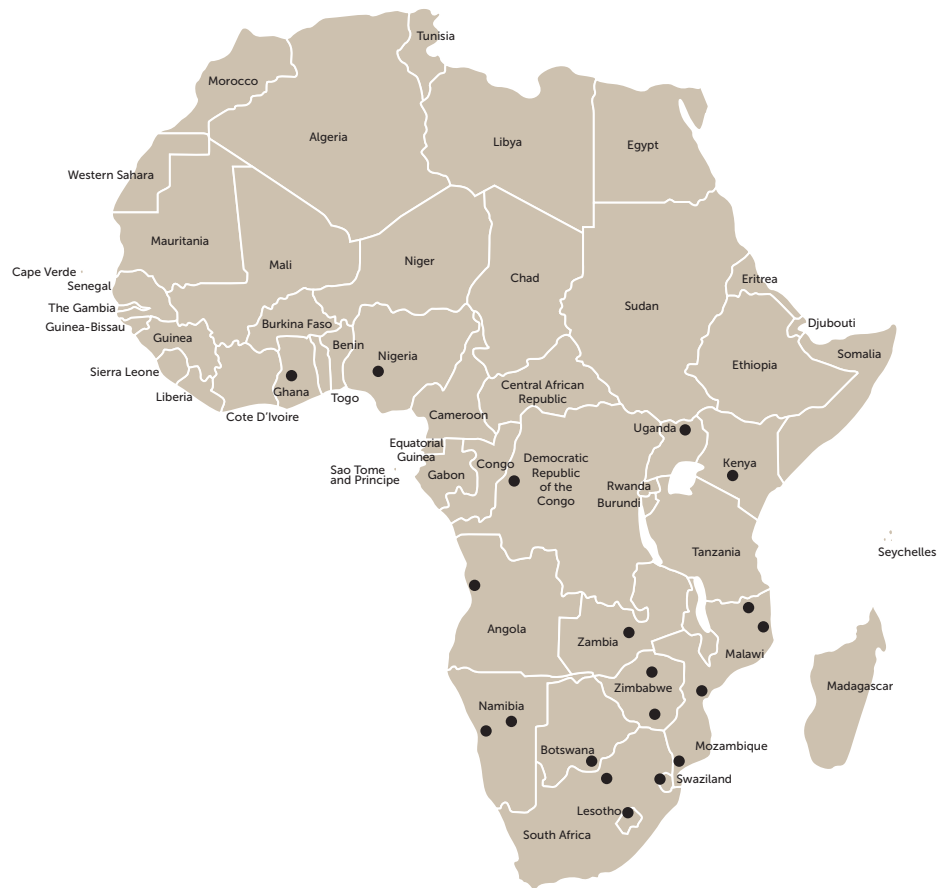 Tunisia
Morocco
Algeria
Libya
Egypt
Western Sahara
Mauritania
Mali
Niger
Chad
Sudan
Eritrea
Cape Verde
Senegal
The Gambia
Guinea-Bissau
Guinea
Burkina Faso
Benin
Nigeria
Djubouti
Somalia
Ethiopia
Sierra Leone
Liberia
Ghana
Togo
Cote D'Ivoire
Central African
Republic
Cameroon
Uganda
Equatorial
Guinea
Sao Tome
and Principe
Gabon
Congo
Democratic
Republic
of the
Congo
Kenya
Rwanda
Burundi
Tanzania
Seychelles
Angola
Zambia
Malawi
Madagascar
Zimbabwe
Namibia
Botswana
Mozambique
Swaziland
Lesotho
South Africa